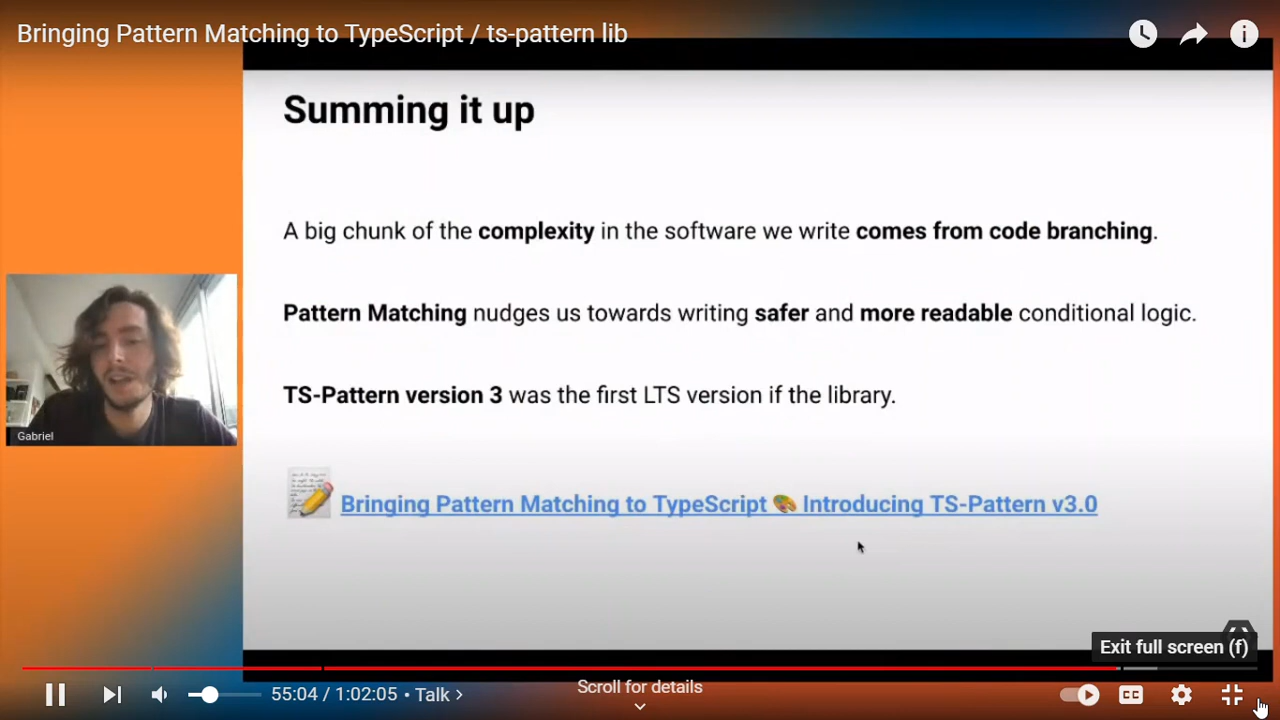 Bringing Pattern Matching to TypeScript / ts-pattern lib
Summing it up
A big chunk of the complexity in the software we write comes from code branching.
Pattern Matching nudges us towards writing safer and more readable conditional logic.
TS-Pattern version 3 was the first LTS version if the library.
Bringing Pattern Matching to TypeScript 🎨 Introducing TS-Pattern v3.0
Gabriel
Exit full screen (f)
55:04 / 1:02:05 • Talk >
Scroll for details
CC